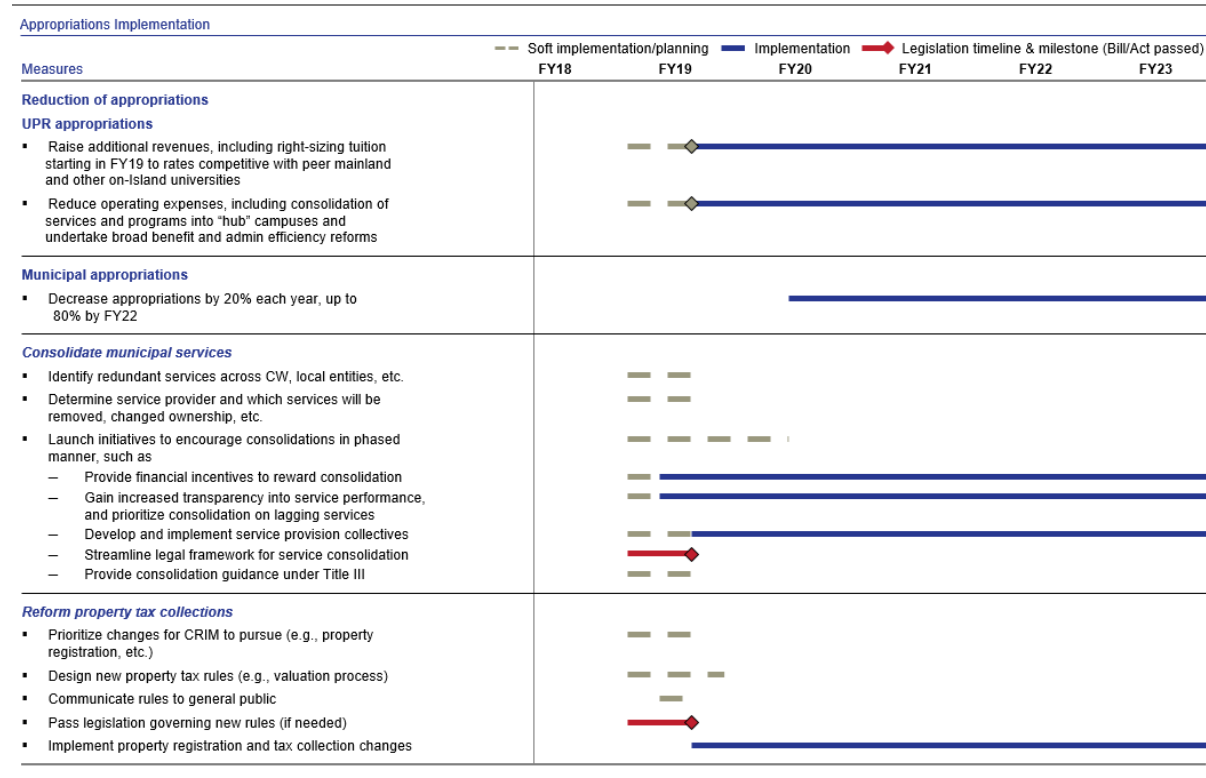 Appropriations Implementation
Soft implementation/planning Implementation Legislation timeline & milestone (Bill/Act passed)
Measures FY18 FY19 FY20 FY21 FY22 FY23
Reduction of appropriations
UPR appropriations
▪ Raise additional revenues, including right-sizing tuition
starting in FY19 to rates competitive with peer mainland
and other on-Island universities
▪ Reduce operating expenses, including consolidation of
services and programs into “hub” campuses and
undertake broad benefit and admin efficiency reforms
Municipal appropriations
▪ Decrease appropriations by 20% each year, up to
80% by FY22
Consolidate municipal services
▪ Identify redundant services across CW, local entities, etc.
▪ Determine service provider and which services will be
removed, changed ownership, etc.
▪ Launch initiatives to encourage consolidations in phased
manner, such as
– Provide financial incentives to reward consolidation
– Gain increased transparency into service performance,
and prioritize consolidation on lagging services
– Develop and implement service provision collectives
– Streamline legal framework for service consolidation
– Provide consolidation guidance under Title III
Reform property tax collections
▪ Prioritize changes for CRIM to pursue (e.g., property
registration, etc.)
▪ Design new property tax rules (e.g., valuation process)
▪ Communicate rules to general public
▪ Pass legislation governing new rules (if needed)
▪ Implement property registration and tax collection changes